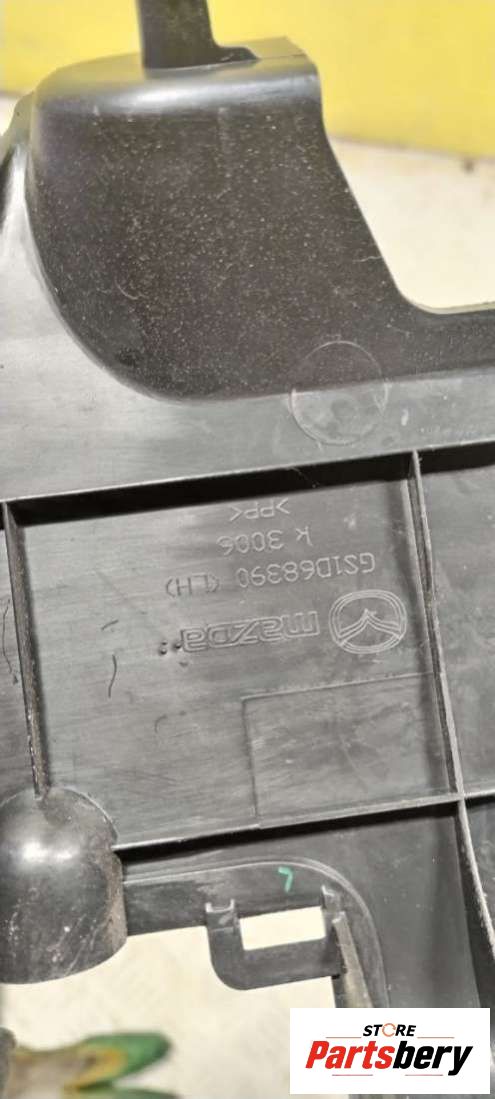 mazda
GS1D68390 (LH)
K 3006
>PP<
STORE
Partsbery